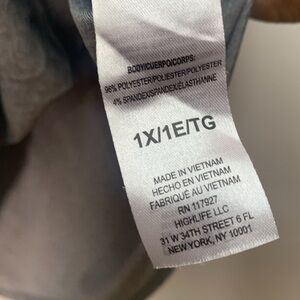 BODY/CUERPO/CORPS:
96% POLYESTER/POLIESTER/POLYESTER
4% SPANDEX/SPANDEX/ÉLASTHANNE
1X/1E/TG
MADE IN VIETNAM
HECHO EN VIETNAM
FABRIQUÉ AU VIETNAM
RN 117927
HIGHLIFE LLC
31 W 34TH STREET 6 FL
NEW YORK, NY 10001